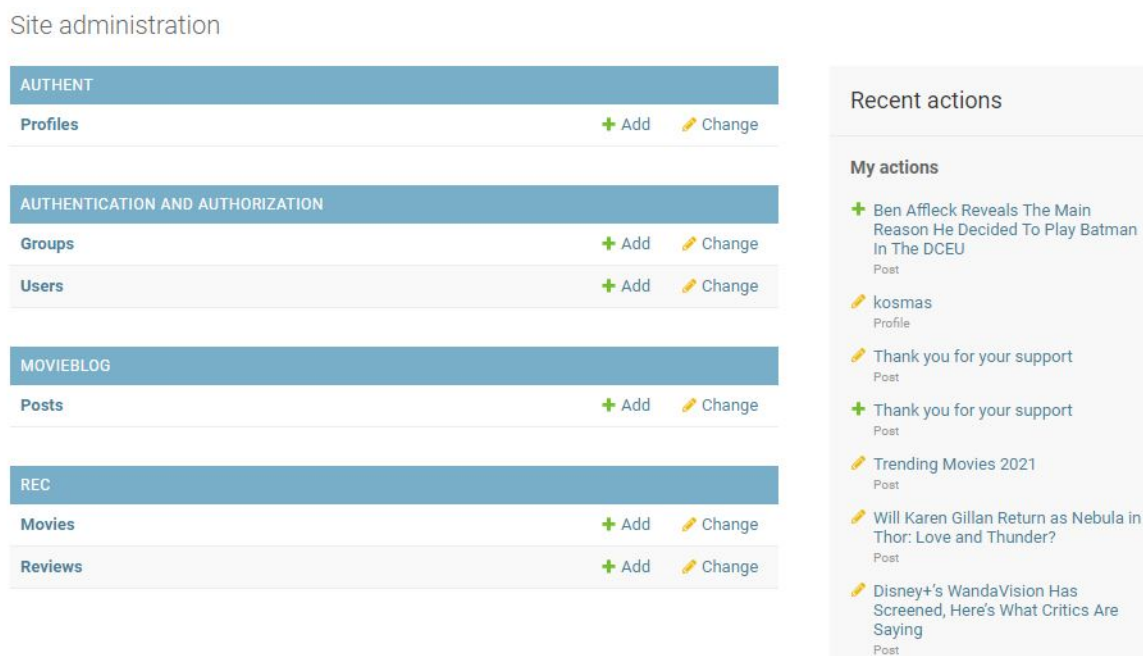 Site administration
AUTHENT
Profiles Add Change
AUTHENTICATION AND AUTHORIZATION
Groups Add Change
Users Add Change
MOVIEBLOG
Posts Add Change
REC
Movies Add Change
Reviews Add Change
Recent actions
My actions
Ben Affleck Reveals The Main
Reason He Decided To Play Batman
In The DCEU
Post
kosmas
Profile
Thank you for your support
Post
Thank you for your support
Post
Trending Movies 2021
Post
Will Karen Gillan Return as Nebula in
Thor: Love and Thunder?
Post
Disney+'s WandaVision Has
Screened, Here's What Critics Are
Saying
Post